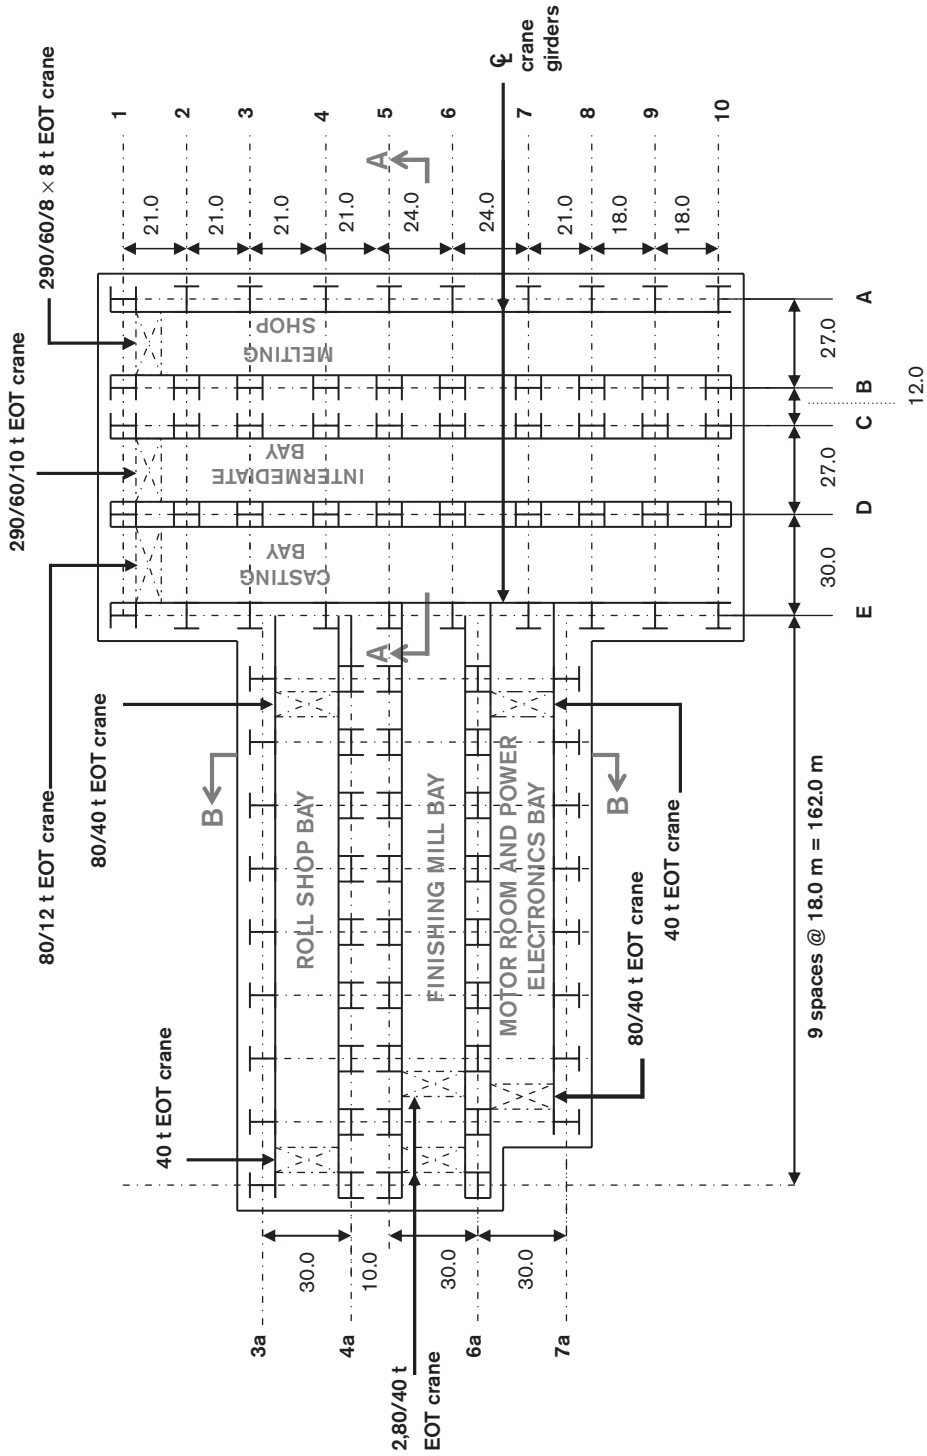 290/60/8 × 8 t EOT crane
290/60/10 t EOT crane
80/12 t EOT crane
80/40 t EOT crane
40 t EOT crane
℄
crane
girders
1
2
3
4
5
6
7
8
9
10
21.0
21.0
21.0
21.0
24.0
24.0
21.0
18.0
18.0
A
A
B
B
MELTING
SHOP
INTERMEDIATE
BAY
CASTING
BAY
ROLL SHOP BAY
FINISHING MILL BAY
MOTOR ROOM AND POWER
ELECTRONICS BAY
A
B
C
D
E
27.0
12.0
27.0
30.0
40 t EOT crane
80/40 t EOT crane
9 spaces @ 18.0 m = 162.0 m
30.0
10.0
30.0
30.0
3a
4a
6a
7a
2,80/40 t
EOT crane